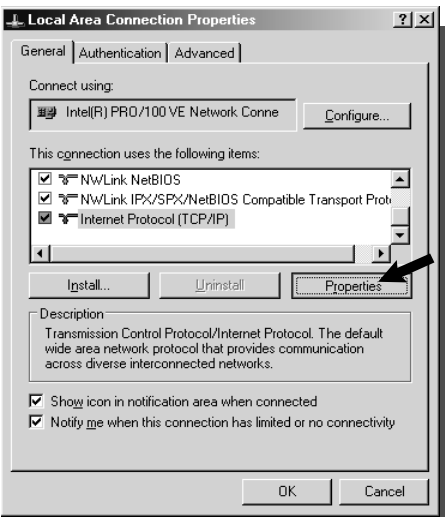 Local Area Connection Properties
General Authentication Advanced
Connect using:
Intel(R) PRO/100 VE Network Conne
Configure...
This connection uses the following items:
NWLink NetBIOS
NWLink IPX/SPX/NetBIOS Compatible Transport Proto
Internet Protocol (TCP/IP)
Install... Uninstall Properties
Description
Transmission Control Protocol/Internet Protocol. The default
wide area network protocol that provides communication
across diverse interconnected networks.
Show icon in notification area when connected
Notify me when this connection has limited or no connectivity
OK Cancel